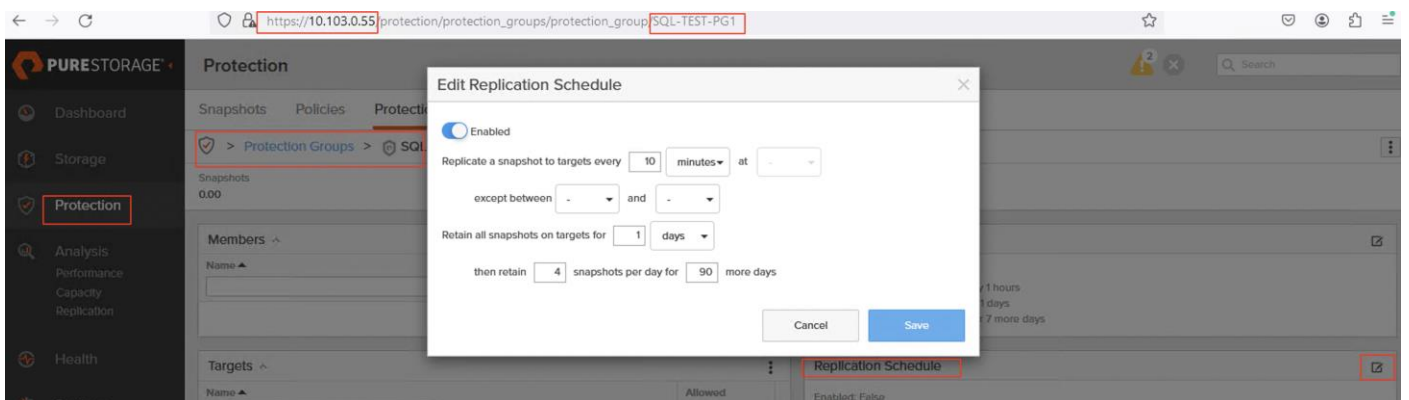 https://10.103.0.55/protection/protection_groups/protection_group/SQL-TEST-PG1
PURESTORAGE®
Protection
2
Search
Edit Replication Schedule
Dashboard
Snapshots Policies
Enabled
> Protection Groups >
Replicate a snapshot to targets every 10 minutes at -
Storage
Snapshots
0.00
except between - and -
Protection
Retain all snapshots on targets for 1 days
Members
Analysis
Name
then retain 4 snapshots per day for 90 more days
Performance
Capacity
Replication
1 hours
1 days
7 more days
Cancel Save
Health
Targets
Replication Schedule
Name Allowed
Enabled: False